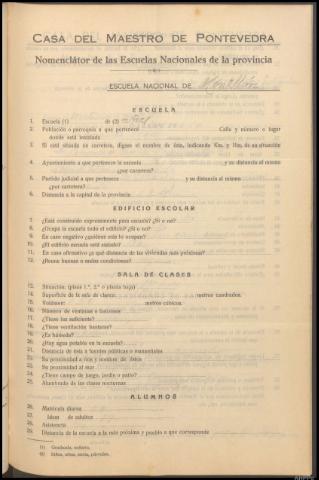 CASA DEL MAESTRO DE PONTEVEDRA
Nomenclátor de las Escuelas Nacionales de la provincia
ESCUELA NACIONAL DE
ESCUELA
1. Escuela (1) de (2)
2. Población o parroquia a que pertenece Calle y número o lugar
donde está instalada
3. Si está situada en carretera, dígase el nombre de ésta, indicando Km. y Hm. de su situación
4. Ayuntamiento a que pertenece la escuela y su distancia al mismo
¿por carretera?
5. Partido judicial a que pertenece y su distancia al mismo
¿por carretera?
6. Distancia a la capital de la provincia
EDIFICIO ESCOLAR
7. ¿Está construido expresamente para escuela? ¿Sí o no?
8. ¿Ocupa la escuela todo el edificio? ¿Sí o no?
9. En caso negativo ¿quiénes más lo ocupan?
10. ¿El edificio escuela está aislado?
11. En caso afirmativo ¿a qué distancia de las viviendas más próximas?
12. ¿Reune buenas o malas condiciones?
SALA DE CLASES
13. Situación: (pisos 1.º, 2.º o planta baja)
14. Superficie de la sala de clases: metros cuadrados.
15. Volúmen: metros cúbicos.
16. Número de ventanas o balcones
17. ¿Tiene luz suficiente?
18. ¿Tiene ventilación bastante?
19. ¿Es húmeda?
20. ¿Hay agua potable en la escuela?
21. Distancia de ésta a fuentes públicas o manantiales
22. Su proximidad a ríos y nombre de éstos
23. Su proximidad al mar
24. ¿Tiene campo de juego, jardín o patio?
25. Alumbrado de las clases nocturnas
ALUMNOS
26. Matrícula diurna
27. Idem de adultos
28. Asistencia
29. Distancia de la escuela a la más próxima y pueblo a que corresponde
(1) Graduada, unitaria.
(2) Niños, niñas, mixta, párvulos.